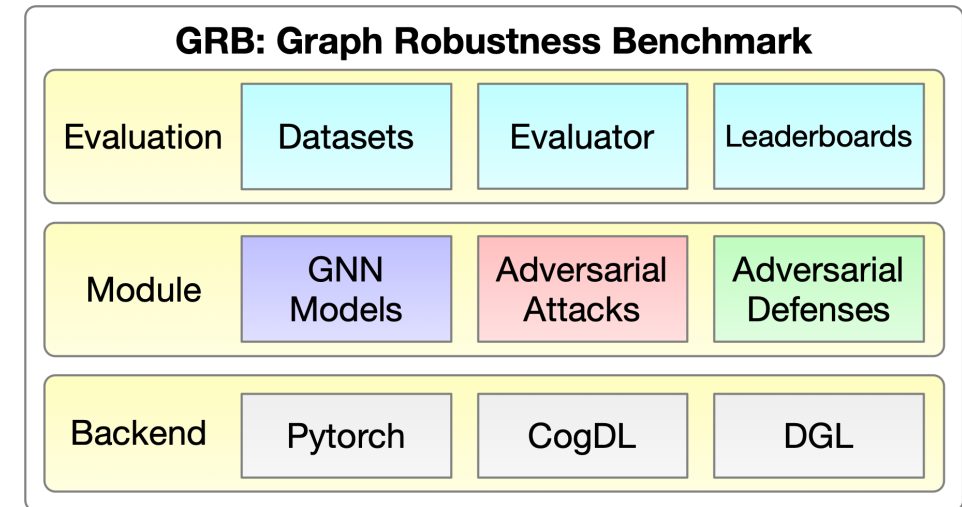 GRB: Graph Robustness Benchmark
Evaluation
Datasets
Evaluator
Leaderboards
Module
GNN
Models
Adversarial
Attacks
Adversarial
Defenses
Backend
Pytorch
CogDL
DGL